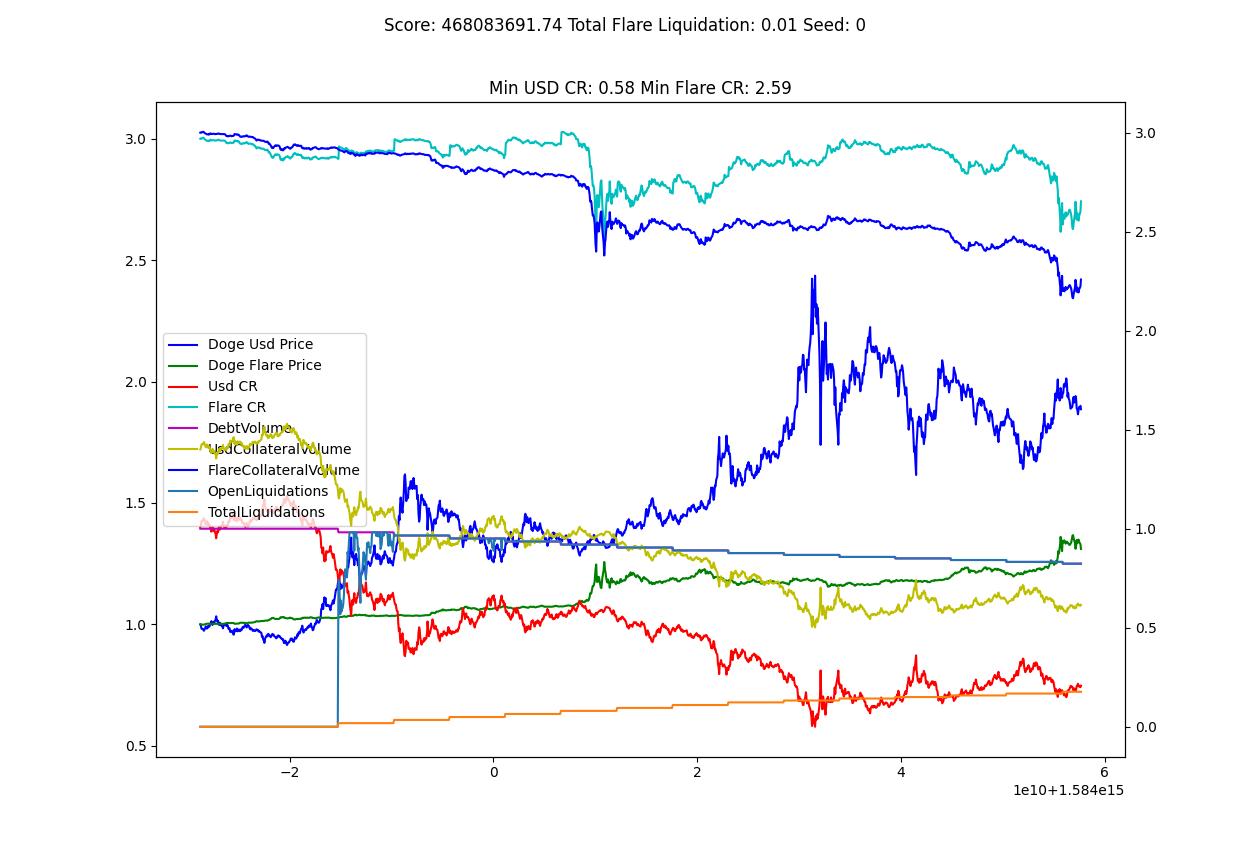 Score: 468083691.74 Total Flare Liquidation: 0.01 Seed: 0
Min USD CR: 0.58 Min Flare CR: 2.59
3.0
2.5
2.0
1.5
1.0
0.5
3.0
2.5
2.0
1.5
1.0
0.5
0.0
Doge Usd Price
Doge Flare Price
Usd CR
Flare CR
DebtVolume
UsdCollateralVolume
FlareCollateralVolume
OpenLiquidations
TotalLiquidations
−2
0
2
4
6
1e10+1.584e15